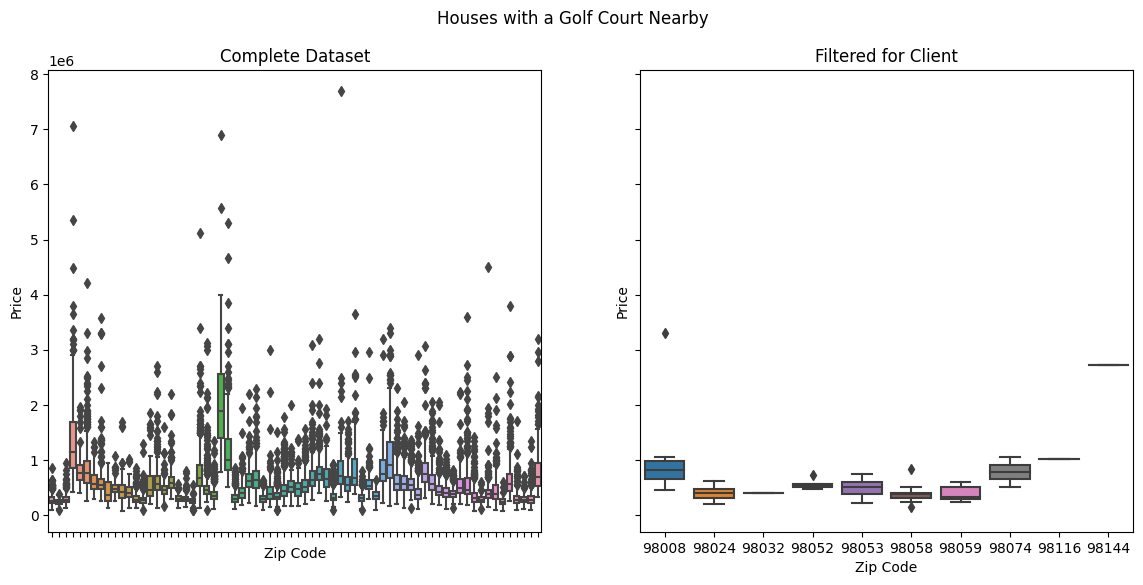 Houses with a Golf Court Nearby
Complete Dataset
1e6
8
7
6
5
4
3
2
1
0
Price
Zip Code
Filtered for Client
Price
98008 98024 98032 98052 98053 98058 98059 98074 98116 98144
Zip Code